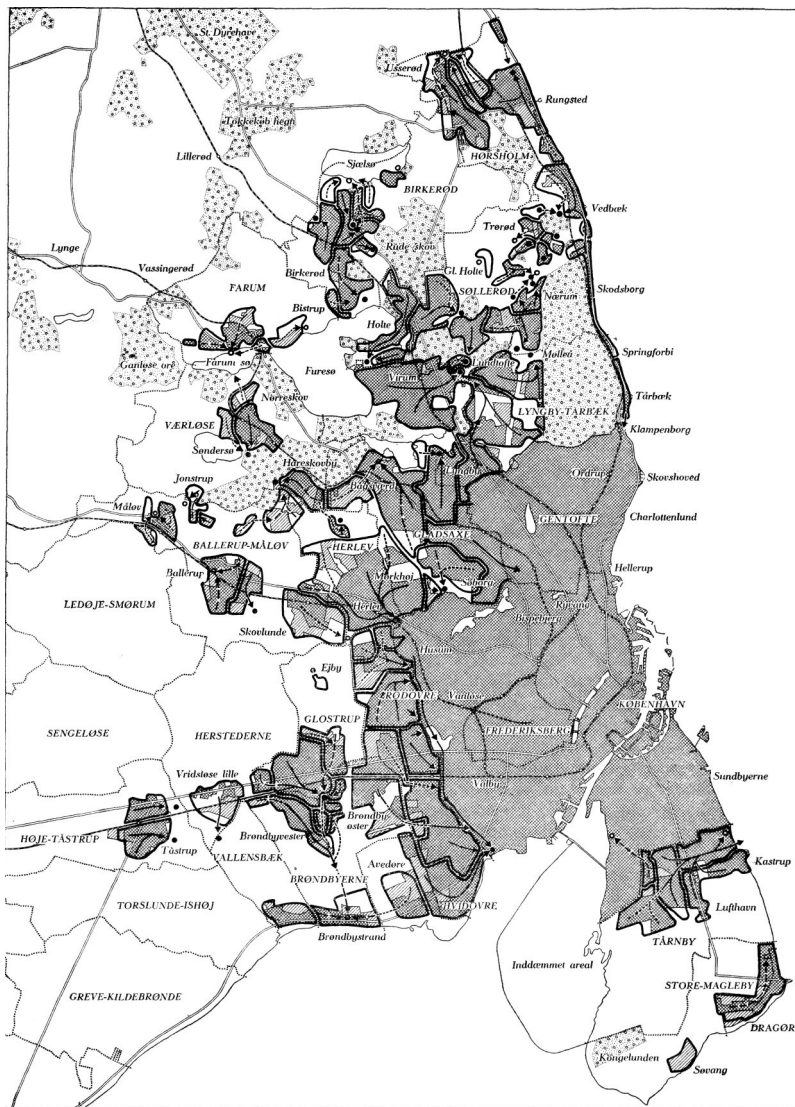 St. Dyrehave
Usserød
Rungsted
Tokkekøb hegn
Lillerød
Sjælsø
HØRSHOLM
BIRKERØD
Vedbæk
Trørød
Lynge
Rude skov
Vassingerød
Birkerød
Gl. Holte
FARUM
SØLLERØD
Skodsborg
Nærum
Bistrup
Holte
Ganløse ore
Farum sø
Furesø
Lundtofte
Mølleå
Springforbi
Virum
Nørreskov
Tårbæk
LYNGBY-TÅRBÆK
VÆRLØSE
Klampenborg
Søndersø
Hareskovby
Lyngby
Ordrup
Jonstrup
Bagsværd
Skovshoved
Måløv
GENTOFTE
Charlottenlund
BALLERUP-MÅLØV
HERLEV
GLADSAXE
Ballerup
Mørkhøj
Søborg
Hellerup
LEDØJE-SMØRUM
Herlev
Ryvang
Skovlunde
Bispebjerg
Husum
Ejby
RØDOVRE
Vanløse
KØBENHAVN
SENGELØSE
HERSTEDERNE
GLOSTRUP
FREDERIKSBERG
Vridsløse lille
Valby
Sundbyerne
Brøndby
øster
HØJE-TÅSTRUP
Brøndbyvester
Tåstrup
VALLENSBÆK
Avedøre
Kastrup
BRØNDBYERNE
TORSLUNDE-ISHØJ
HVIDOVRE
Lufthavn
Brøndbystrand
TÅRNBY
Inddæmmet areal
STORE-MAGLEBY
GREVE-KILDEBRØNDE
DRAGØR
Kongelunden
Søvang